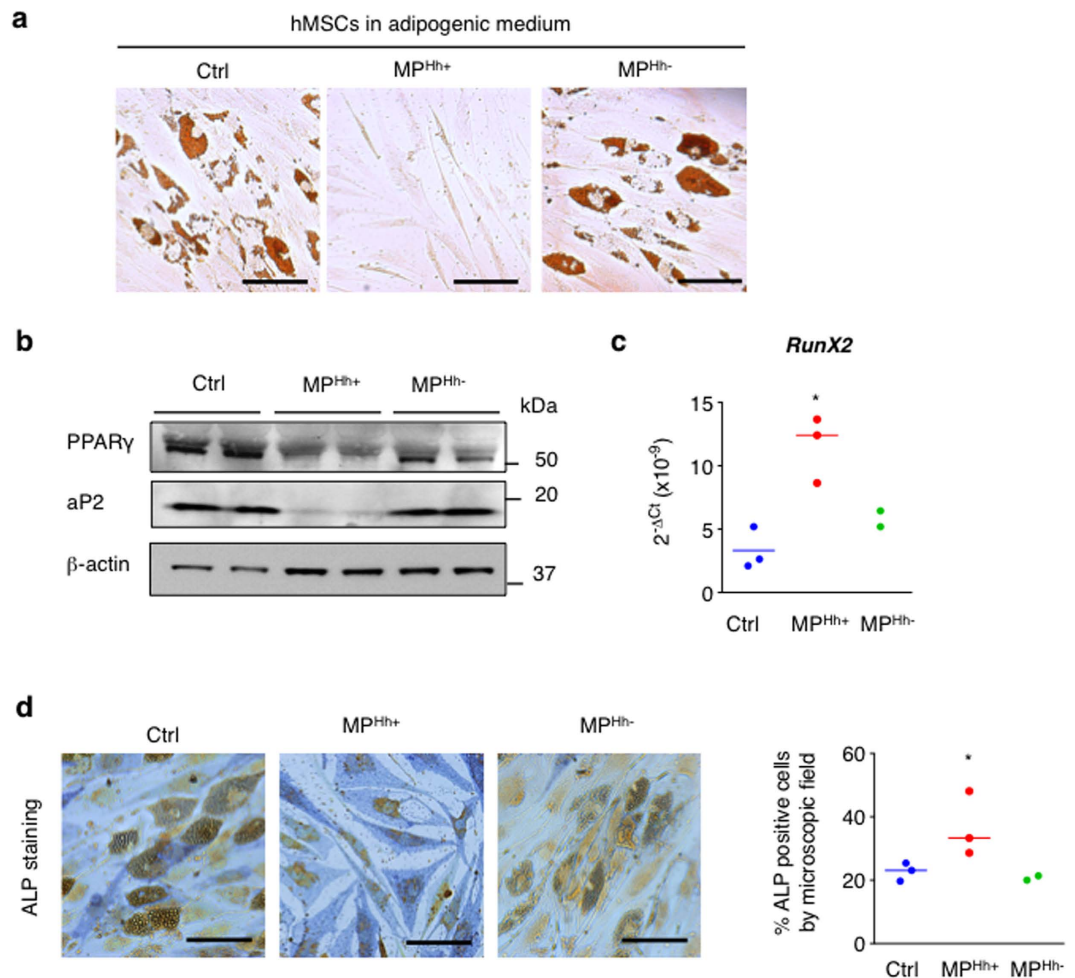 a
hMSCs in adipogenic medium
Ctrl MPHh+ MPHh-
b
Ctrl MPHh+ MPHh-
kDa
PPARγ
50
aP2
20
β-actin
37
c
RunX2
*
2-ΔCt (x10-9)
15
10
5
0
Ctrl MPHh+ MPHh-
d
Ctrl MPHh+ MPHh-
ALP staining
% ALP positive cells
by microscopic field
*
60
40
20
0
Ctrl MPHh+ MPHh-